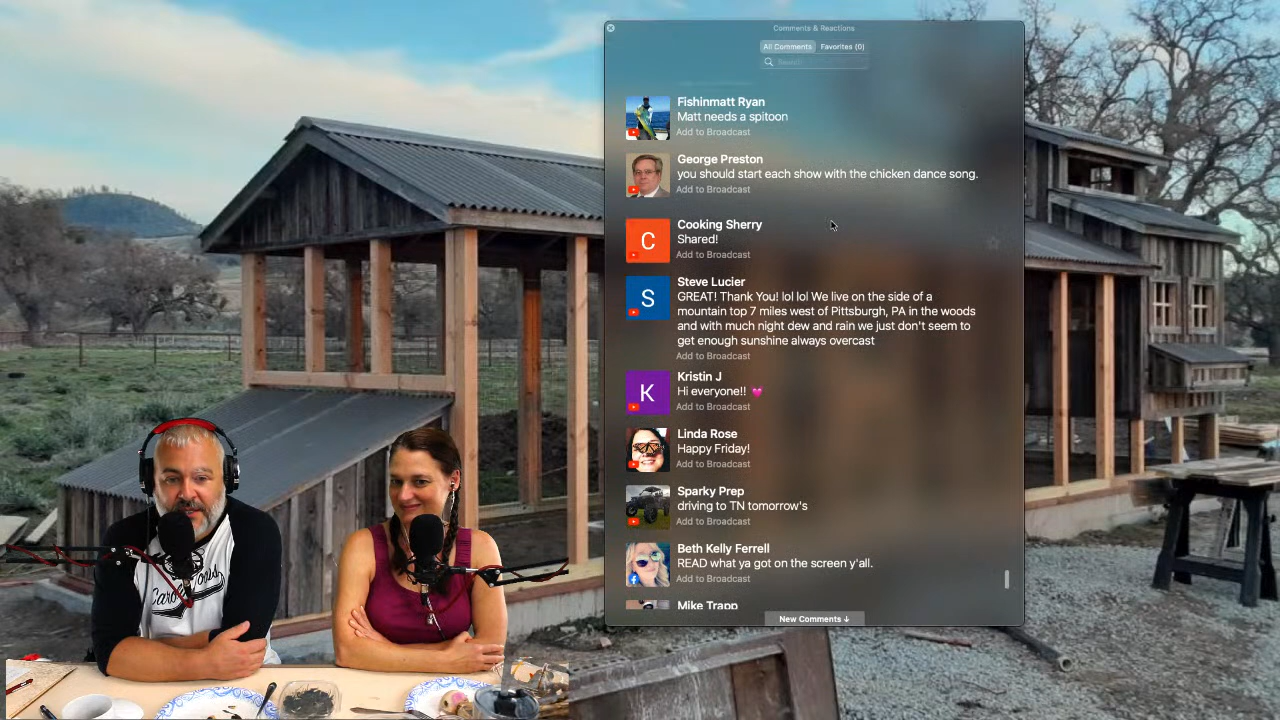 Comments & Reactions
All Comments Favorites (0)
Search
Fishinmatt Ryan
Matt needs a spitoon
Add to Broadcast
George Preston
you should start each show with the chicken dance song.
Add to Broadcast
C
Cooking Sherry
Shared!
Add to Broadcast
S
Steve Lucier
GREAT! Thank You! lol lol We live on the side of a
mountain top 7 miles west of Pittsburgh, PA in the woods
and with much night dew and rain we just don't seem to
get enough sunshine always overcast
Add to Broadcast
K
Kristin J
Hi everyone!! 💗
Add to Broadcast
Linda Rose
Happy Friday!
Add to Broadcast
Sparky Prep
driving to TN tomorrow's
Add to Broadcast
Beth Kelly Ferrell
READ what ya got on the screen y'all.
Add to Broadcast
Mike Trapp
New Comments ↓